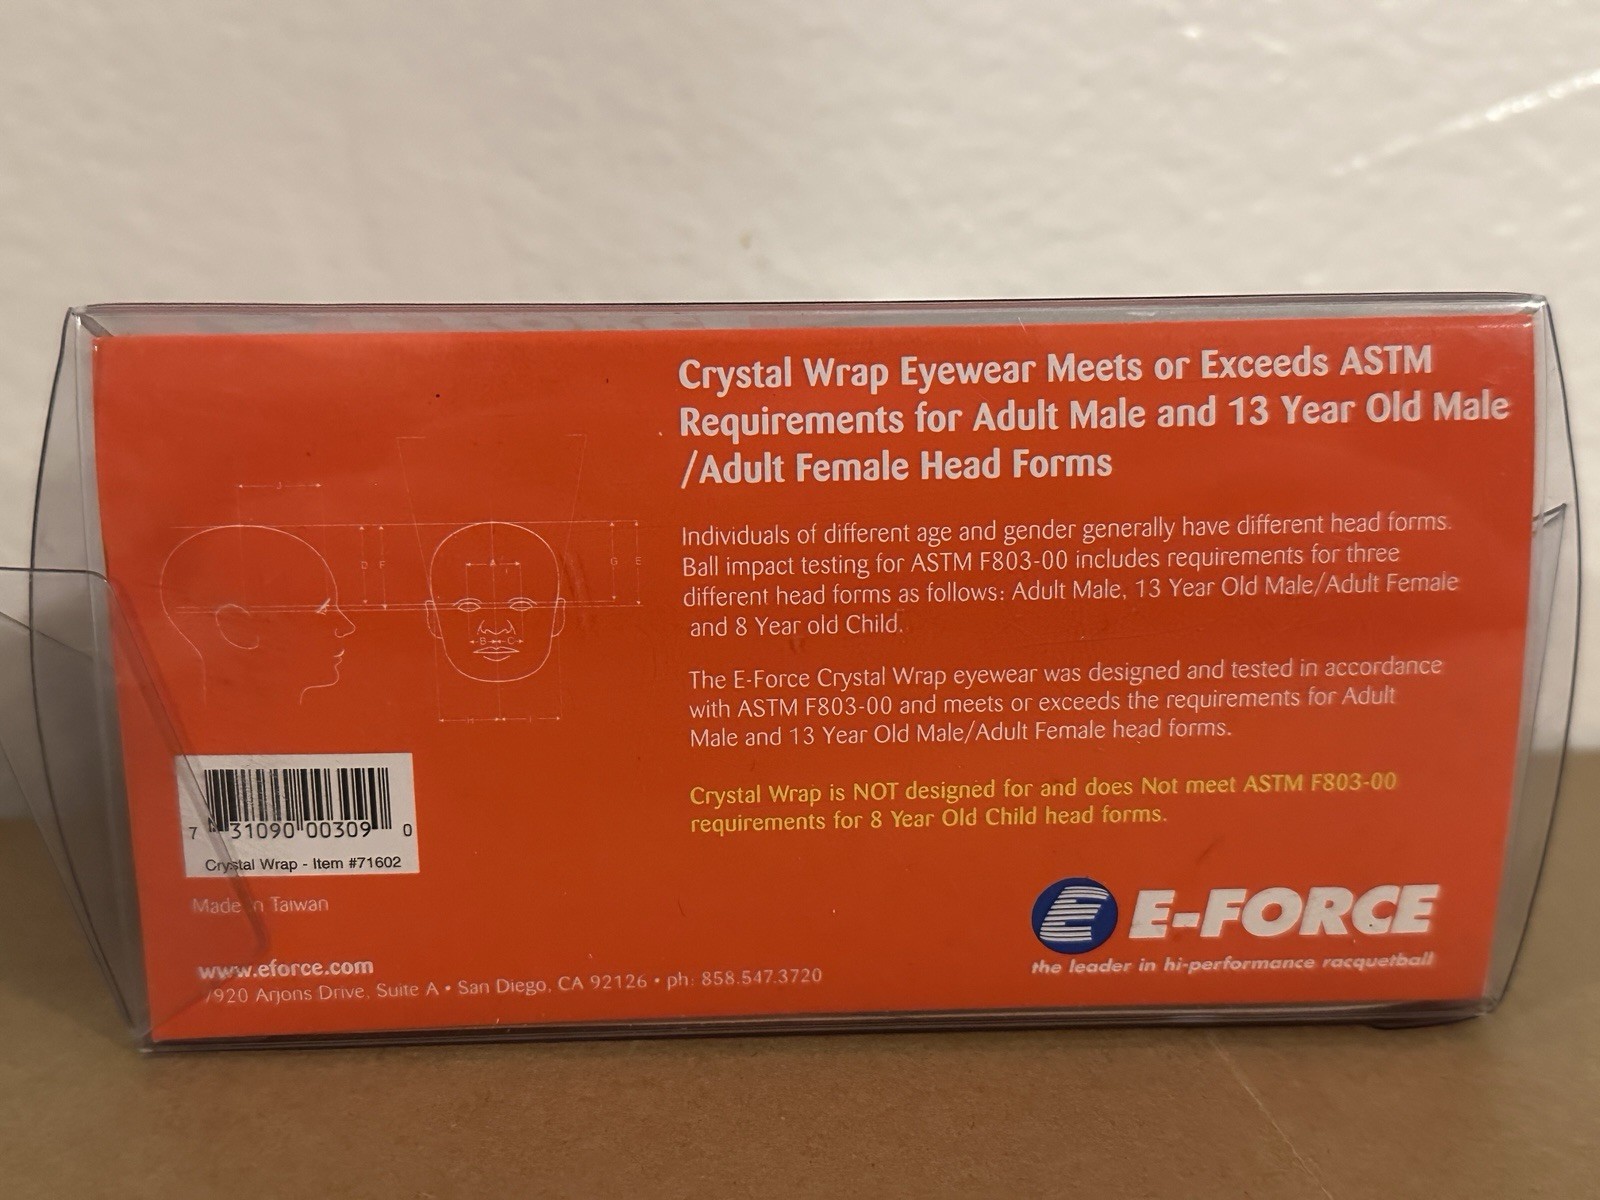 Crystal Wrap Eyewear Meets or Exceeds ASTM
Requirements for Adult Male and 13 Year Old Male
/Adult Female Head Forms
Individuals of different age and gender generally have different head forms.
Ball impact testing for ASTM F803-00 includes requirements for three
different head forms as follows: Adult Male, 13 Year Old Male/Adult Female
and 8 Year old Child.
The E-Force Crystal Wrap eyewear was designed and tested in accordance
with ASTM F803-00 and meets or exceeds the requirements for Adult
Male and 13 Year Old Male/Adult Female head forms.
Crystal Wrap is NOT designed for and does Not meet ASTM F803-00
requirements for 8 Year Old Child head forms.
J
D F
A
G E
B C
7 31090 00309 0
Crystal Wrap - Item #71602
Made in Taiwan
www.eforce.com
7920 Arjons Drive, Suite A • San Diego, CA 92126 • ph: 858.547.3720
E-FORCE
the leader in hi-performance racquetball